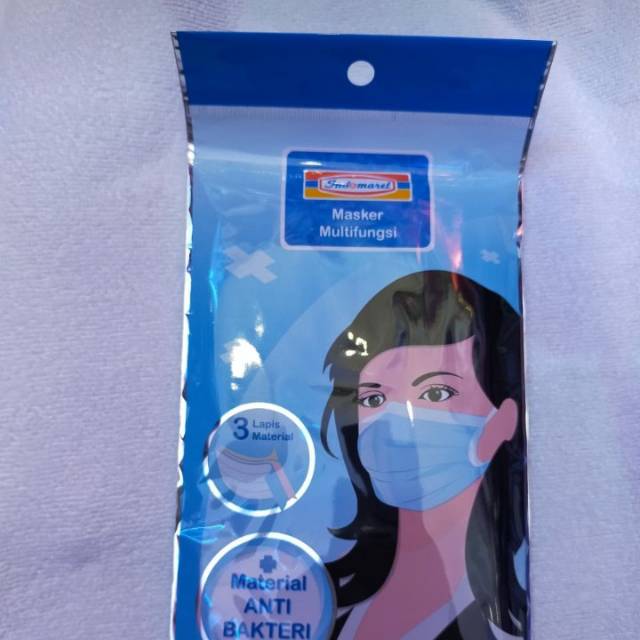 Indomaret
Masker
Multifungsi
3 Lapis
Material
Material
ANTI
BAKTERI